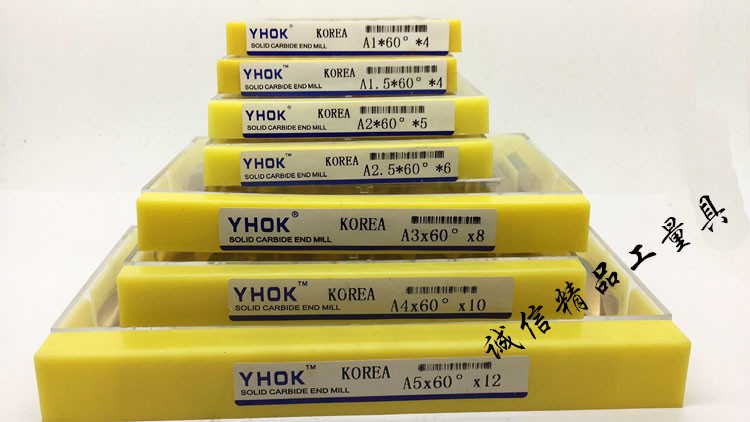 YHOK KOREA
SOLID CARBIDE END MILL A1*60° *4
YHOK™ KOREA
SOLID CARBIDE END MILL A1.5*60° *4
YHOK® KOREA
SOLID CARBIDE END MILL A2*60° *5
YHOK™ KOREA
SOLID CARBIDE END MILL A2.5*60° *6
YHOK® KOREA
SOLID CARBIDE END MILL A3x60° x8
YHOK™ KOREA
SOLID CARBIDE END MILL A4x60° x10
YHOK™ KOREA
SOLID CARBIDE END MILL A5x60° x12
诚信精品工量具